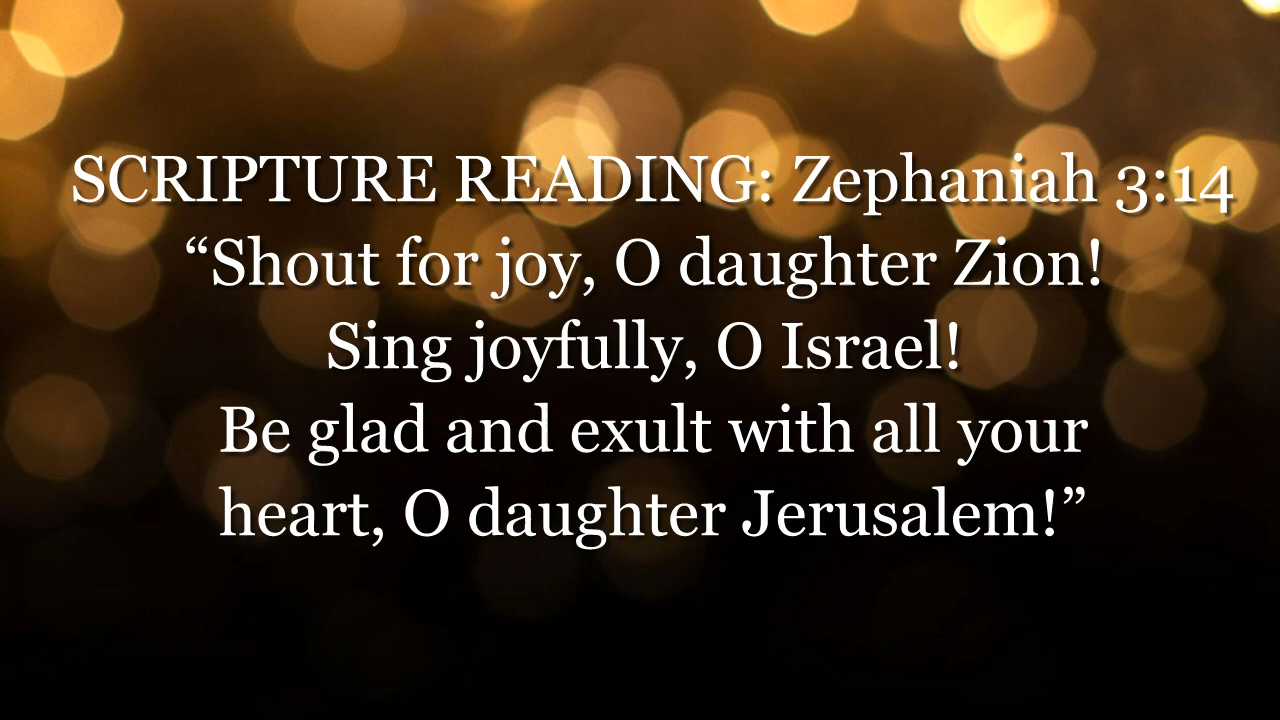 SCRIPTURE READING: Zephaniah 3:14
“Shout for joy, O daughter Zion!
Sing joyfully, O Israel!
Be glad and exult with all your
heart, O daughter Jerusalem!”